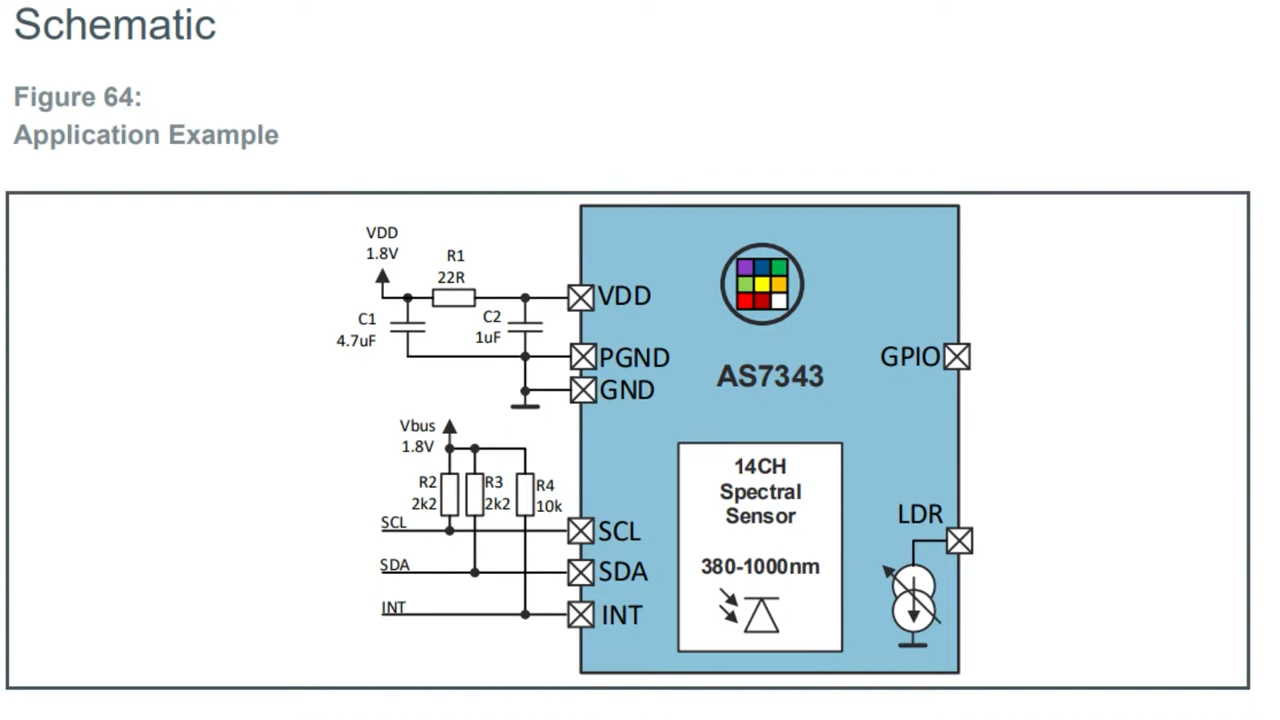 Schematic
Figure 64:
Application Example
VDD
1.8V
R1
22R
C1
4.7uF
C2
1uF
VDD
PGND
GND
AS7343
GPIO
Vbus
1.8V
R2
2k2
R3
2k2
R4
10k
SCL
SDA
INT
SCL
SDA
INT
14CH
Spectral
Sensor
380-1000nm
LDR